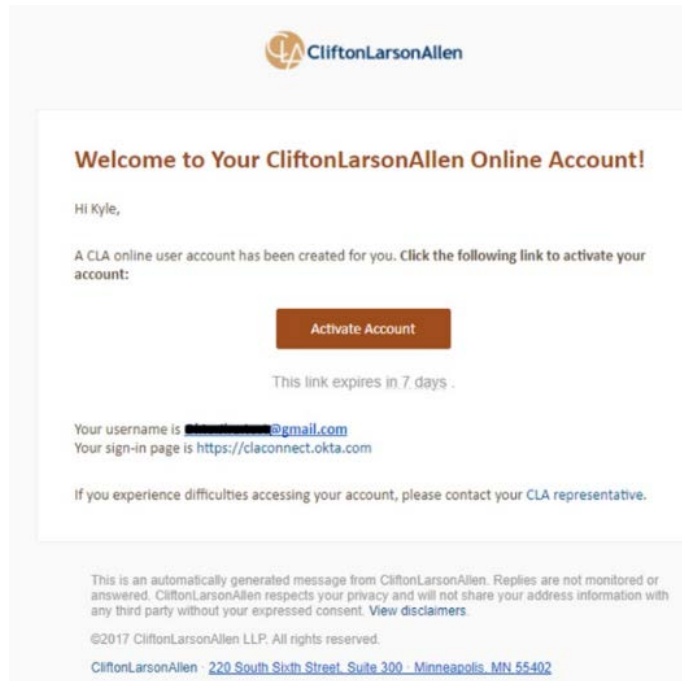 CLA CliftonLarsonAllen
Welcome to Your CliftonLarsonAllen Online Account!
Hi Kyle,
A CLA online user account has been created for you. Click the following link to activate your
account:
Activate Account
This link expires in 7 days .
Your username is @gmail.com
Your sign-in page is https://claconnect.okta.com
If you experience difficulties accessing your account, please contact your CLA representative.
This is an automatically generated message from CliftonLarsonAllen. Replies are not monitored or
answered. CliftonLarsonAllen respects your privacy and will not share your address information with
any third party without your expressed consent. View disclaimers.
©2017 CliftonLarsonAllen LLP. All rights reserved.
CliftonLarsonAllen · 220 South Sixth Street, Suite 300 · Minneapolis, MN 55402